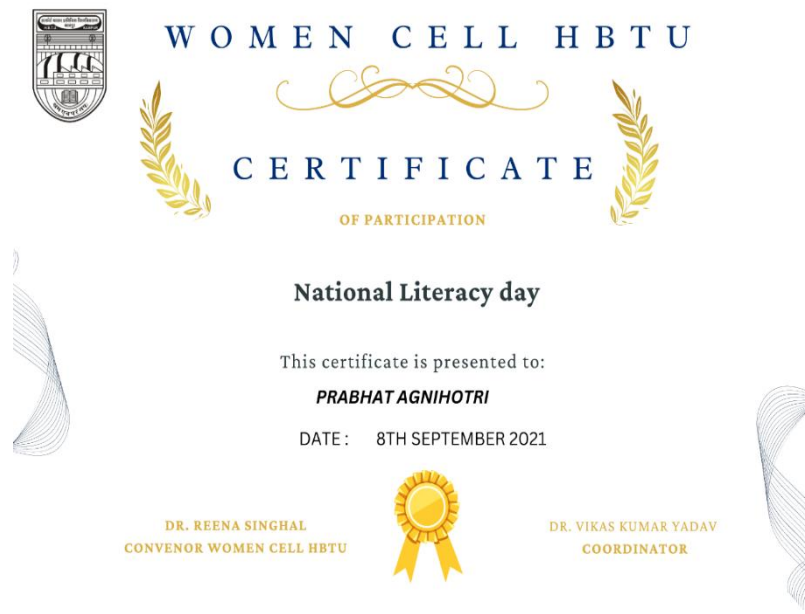 WOMEN CELL HBTU
CERTIFICATE
OF PARTICIPATION
National Literacy day
This certificate is presented to:
PRABHAT AGNIHOTRI
DATE : 8TH SEPTEMBER 2021
DR. REENA SINGHAL
CONVENOR WOMEN CELL HBTU
DR. VIKAS KUMAR YADAV
COORDINATOR